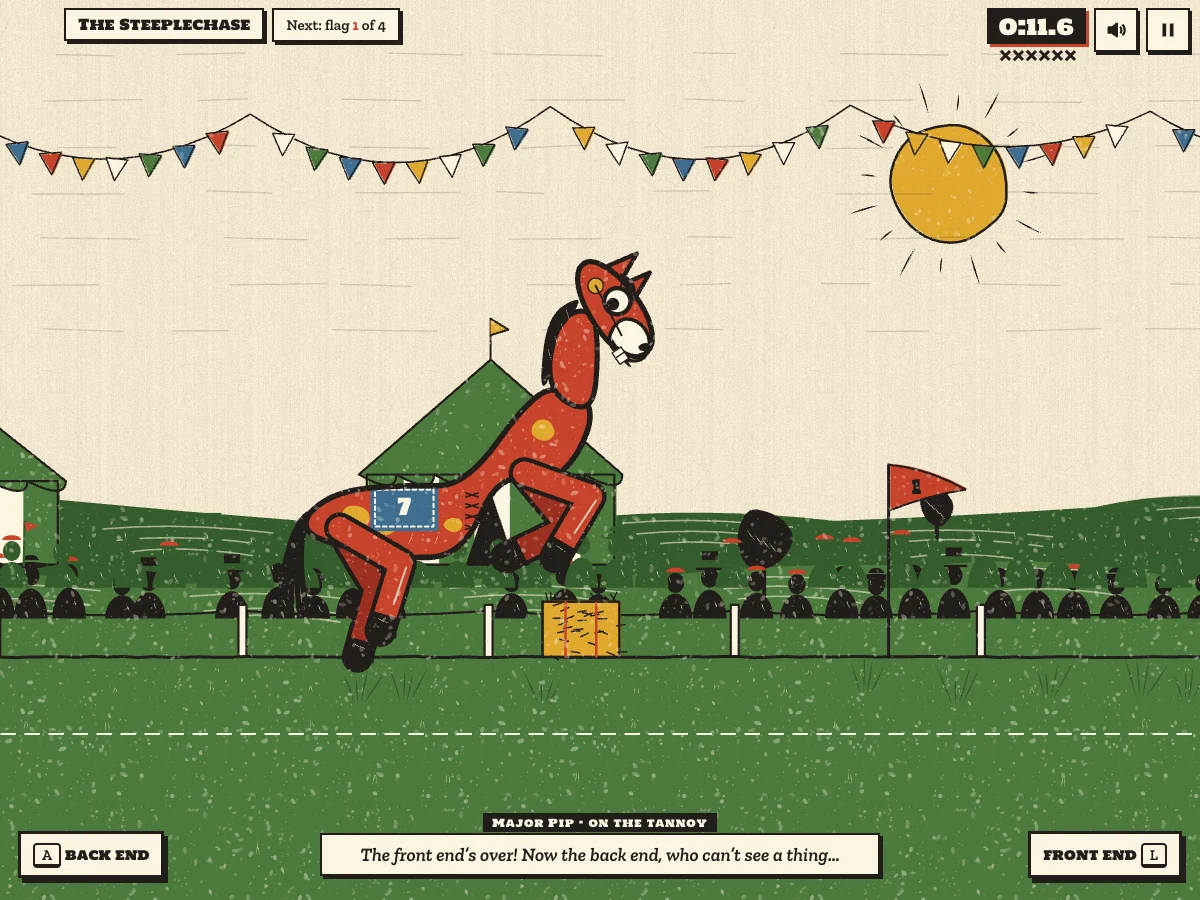 THE STEEPLECHASE
Next: flag 1 of 4
0:11.6
××××××
1
7
MAJOR PIP · ON THE TANNOY
The front end's over! Now the back end, who can't see a thing...
A BACK END
FRONT END L